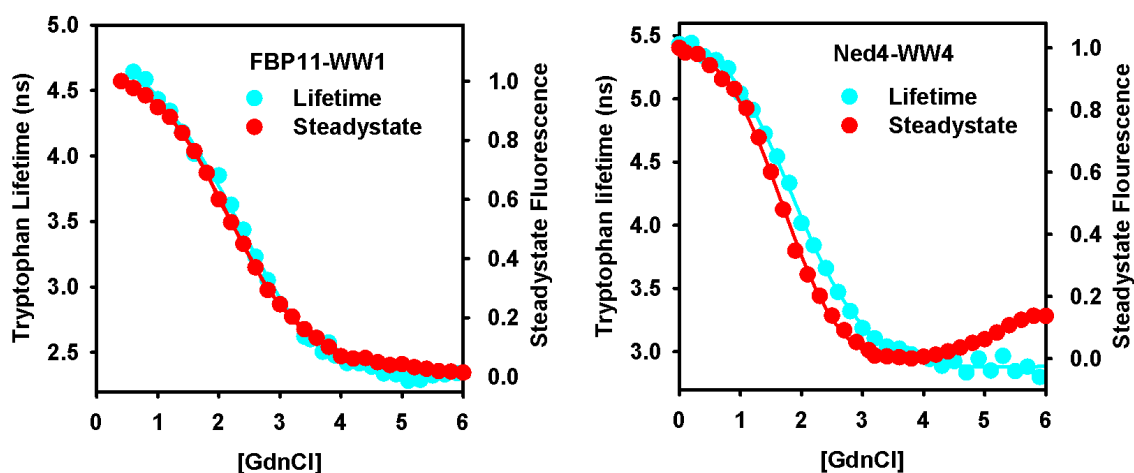 FBP11-WW1
Lifetime
Steadystate
Tryptophan Lifetime (ns)
5.0
4.5
4.0
3.5
3.0
2.5
Steadystate Fluorescence
1.0
0.8
0.6
0.4
0.2
0.0
0 1 2 3 4 5 6
[GdnCl]
Ned4-WW4
Lifetime
Steadystate
Tryptophan lifetime (ns)
5.5
5.0
4.5
4.0
3.5
3.0
Steadystate Flourescence
1.0
0.8
0.6
0.4
0.2
0.0
0 1 2 3 4 5 6
[GdnCl]